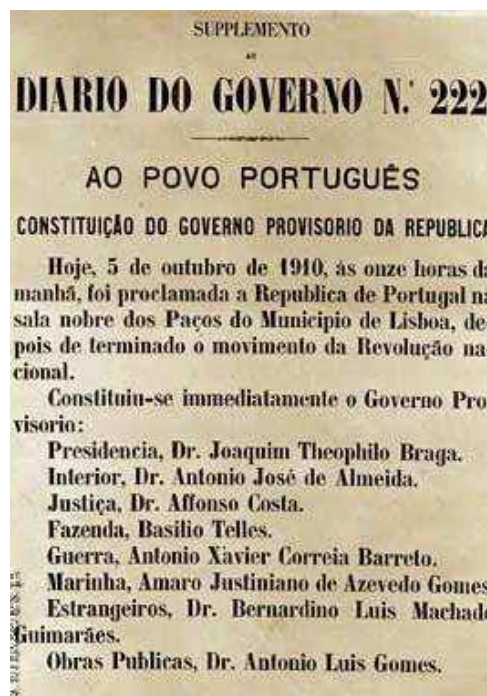 SUPPLEMENTO
AO
DIARIO DO GOVERNO N.º 222
AO POVO PORTUGUÊS
CONSTITUIÇÃO DO GOVERNO PROVISORIO DA REPUBLICA
Hoje, 5 de outubro de 1910, ás onze horas da
manhã, foi proclamada a Republica de Portugal na
sala nobre dos Paços do Municipio de Lisboa, de-
pois de terminado o movimento da Revolução na-
cional.
Constituiu-se immediatamente o Governo Pro-
visorio:
Presidencia, Dr. Joaquim Theophilo Braga.
Interior, Dr. Antonio José de Almeida.
Justiça, Dr. Affonso Costa.
Fazenda, Basilio Telles.
Guerra, Antonio Xavier Correia Barreto.
Marinha, Amaro Justiniano de Azevedo Gomes
Estrangeiros, Dr. Bernardino Luis Machado
Guimarães.
Obras Publicas, Dr. Antonio Luis Gomes.